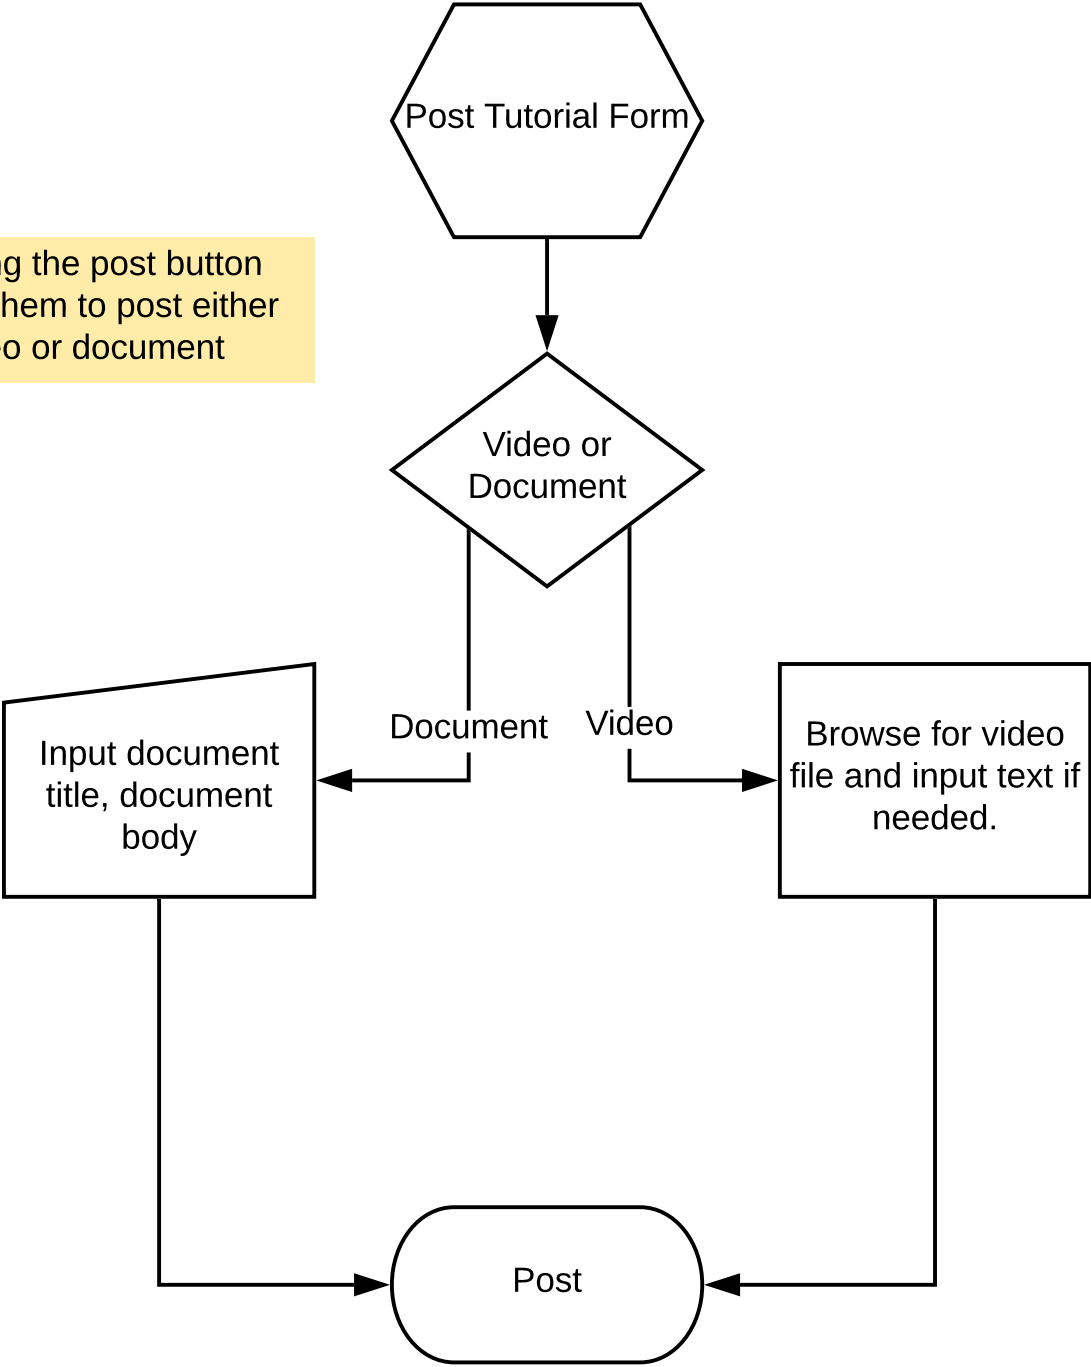 Post Tutorial Form
the post button
to post either
or document
Video or
Document
Document
Video
Input document
title, document
body
Browse for video
file and input text if
needed.
Post